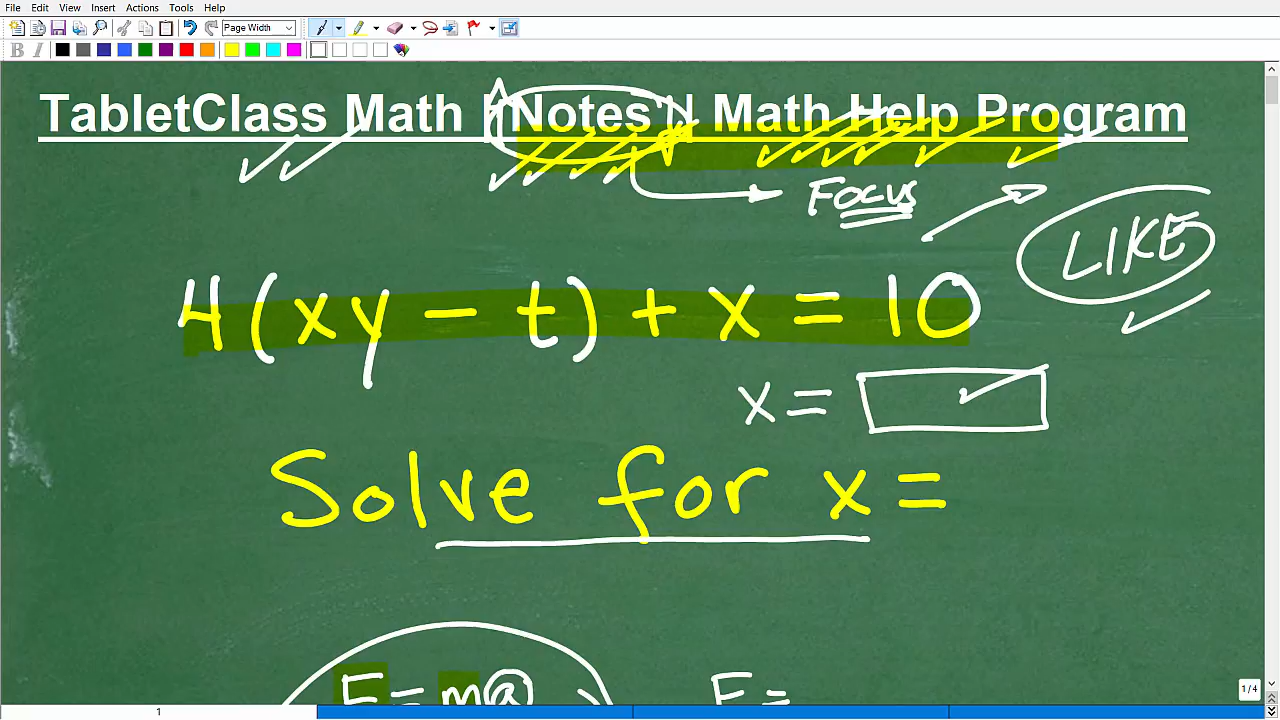 File Edit View Insert Actions Tools Help
Page Width
B I
TabletClass Math | Notes | Math Help Program
Focus
LIKE
4(xy - t) + x = 10
x =
Solve for x =
F = ma F =
1/4
1